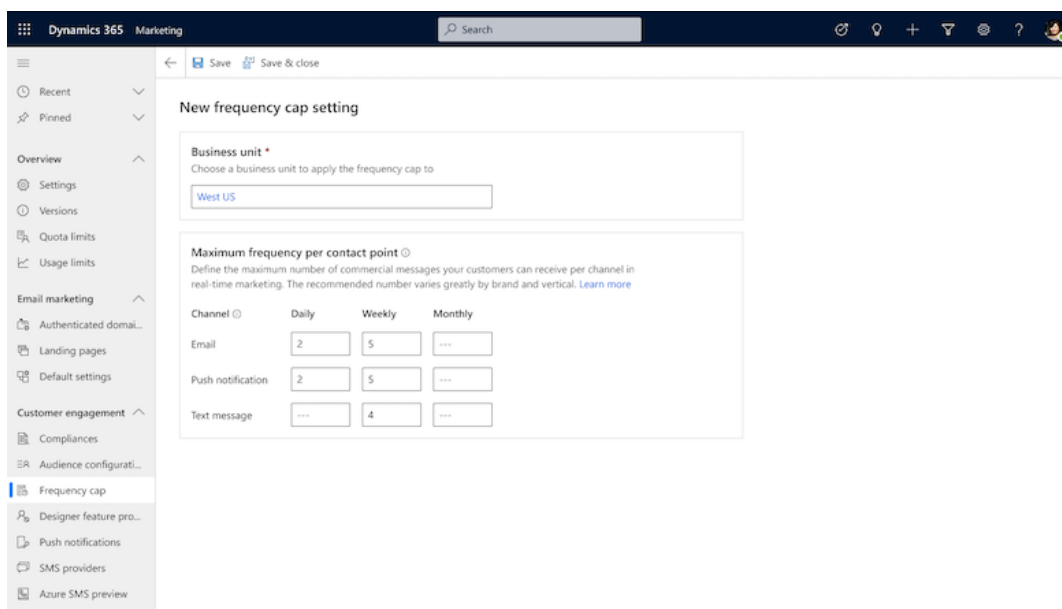 Dynamics 365 Marketing
Search
?
Save Save & close
Recent
Pinned
Overview
Settings
Versions
Quota limits
Usage limits
Email marketing
Authenticated domai...
Landing pages
Default settings
Customer engagement
Compliances
Audience configurati...
Frequency cap
Designer feature pro...
Push notifications
SMS providers
Azure SMS preview
New frequency cap setting
Business unit *
Choose a business unit to apply the frequency cap to
West US
Maximum frequency per contact point
Define the maximum number of commercial messages your customers can receive per channel in
real-time marketing. The recommended number varies greatly by brand and vertical. Learn more
Channel Daily Weekly Monthly
Email 2 5 ---
Push notification 2 5 ---
Text message --- 4 ---